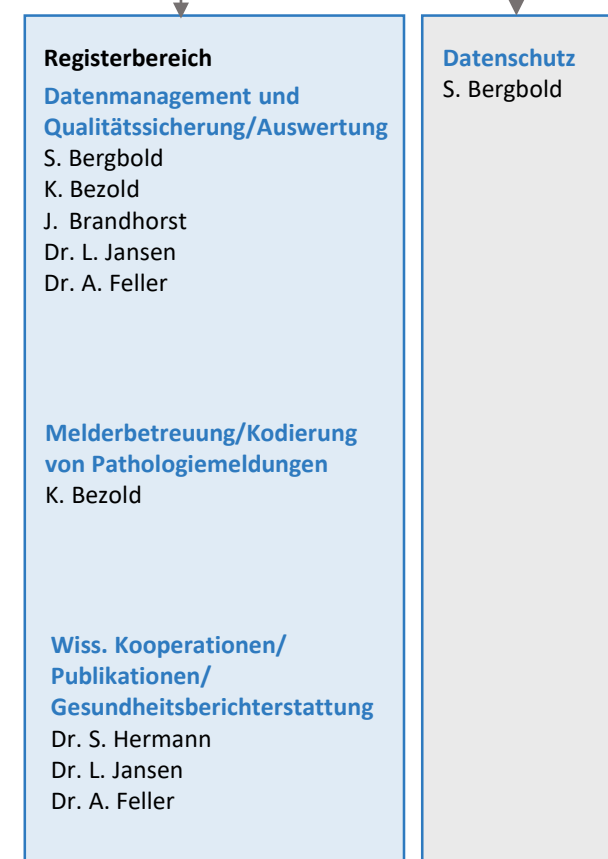 Registerbereich
Datenmanagement und
Qualitätssicherung/Auswertung
S. Bergbold
K. Bezold
J. Brandhorst
Dr. L. Jansen
Dr. A. Feller
Melderbetreuung/Kodierung
von Pathologiemeldungen
K. Bezold
Wiss. Kooperationen/
Publikationen/
Gesundheitsberichterstattung
Dr. S. Hermann
Dr. L. Jansen
Dr. A. Feller
Datenschutz
S. Bergbold